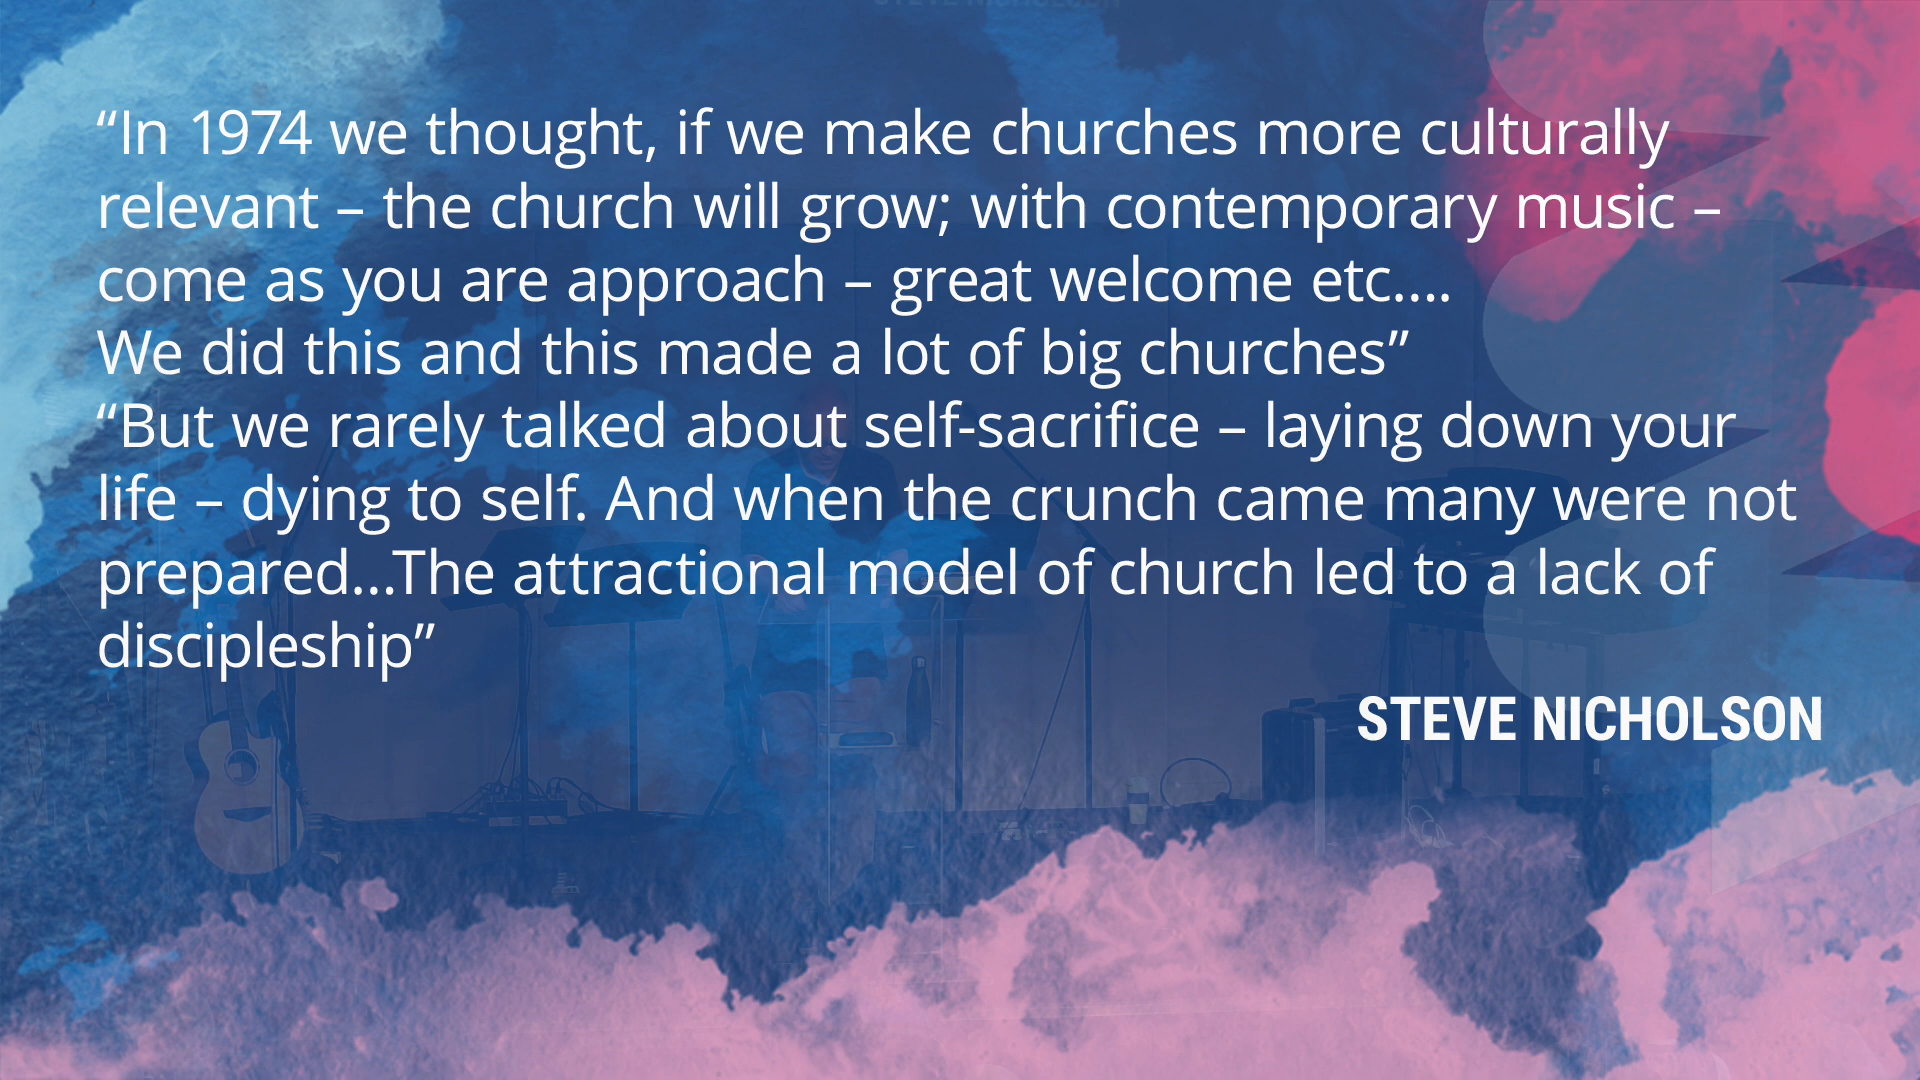 “In 1974 we thought, if we make churches more culturally
relevant – the church will grow; with contemporary music –
come as you are approach – great welcome etc....
We did this and this made a lot of big churches”
“But we rarely talked about self-sacrifice – laying down your
life – dying to self. And when the crunch came many were not
prepared...The attractional model of church led to a lack of
discipleship”
STEVE NICHOLSON